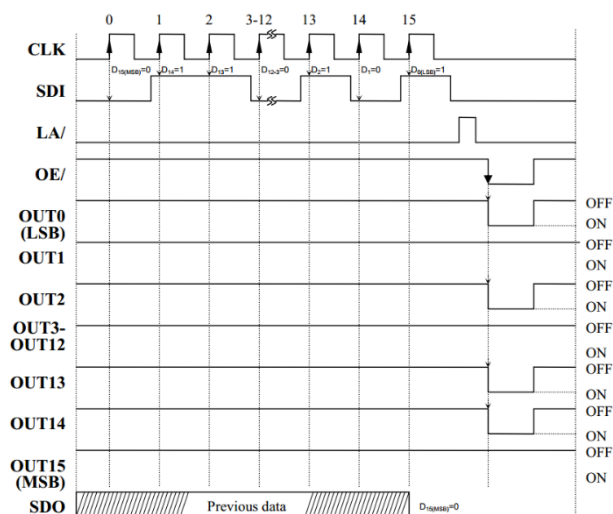 0 1 2 3-12 13 14 15
CLK
D15(MSB)=0 D14=1 D13=1 D12-3=0 D2=1 D1=0 D0(LSB)=1
SDI
LA/
OE/
OUT0 OFF
(LSB) ON
OUT1 OFF
ON
OUT2 OFF
ON
OUT3- OFF
OUT12 ON
OUT13 OFF
ON
OUT14 OFF
ON
OUT15 OFF
(MSB) ON
SDO Previous data D15(MSB)=0